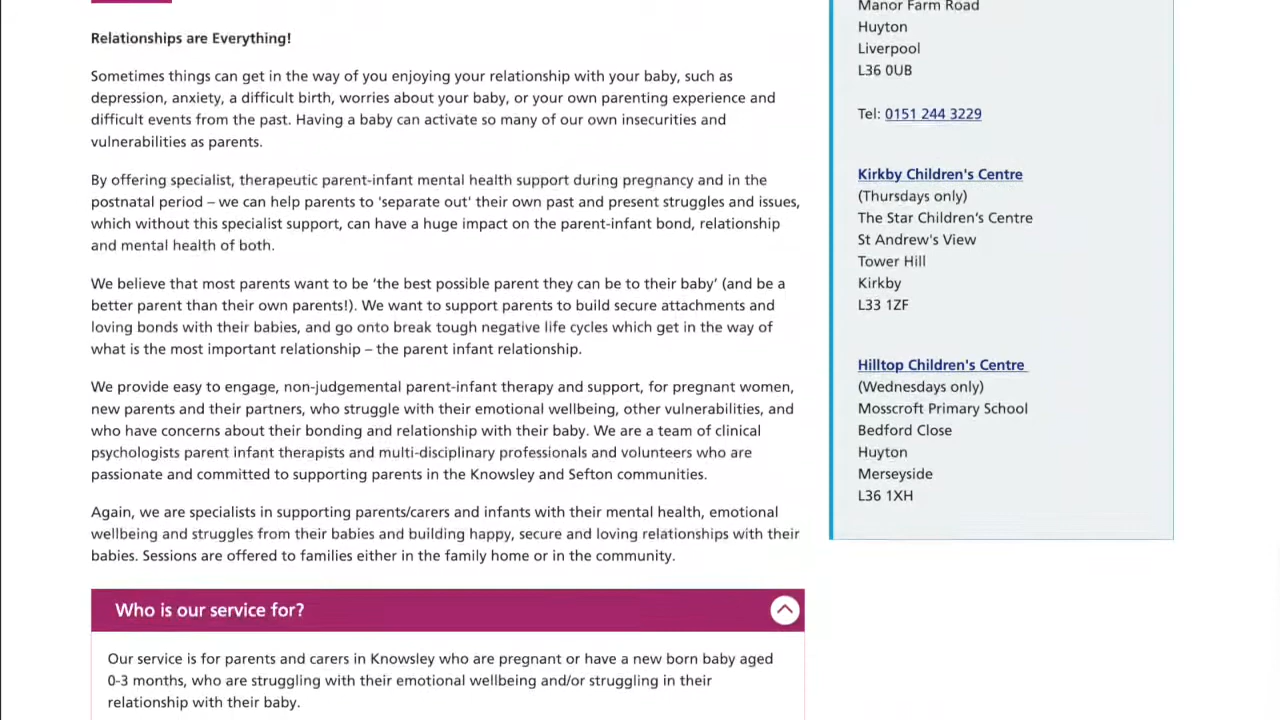 Relationships are Everything!
Sometimes things can get in the way of you enjoying your relationship with your baby, such as
depression, anxiety, a difficult birth, worries about your baby, or your own parenting experience and
difficult events from the past. Having a baby can activate so many of our own insecurities and
vulnerabilities as parents.
By offering specialist, therapeutic parent-infant mental health support during pregnancy and in the
postnatal period – we can help parents to 'separate out' their own past and present struggles and issues,
which without this specialist support, can have a huge impact on the parent-infant bond, relationship
and mental health of both.
We believe that most parents want to be ‘the best possible parent they can be to their baby’ (and be a
better parent than their own parents!). We want to support parents to build secure attachments and
loving bonds with their babies, and go onto break tough negative life cycles which get in the way of
what is the most important relationship – the parent infant relationship.
We provide easy to engage, non-judgemental parent-infant therapy and support, for pregnant women,
new parents and their partners, who struggle with their emotional wellbeing, other vulnerabilities, and
who have concerns about their bonding and relationship with their baby. We are a team of clinical
psychologists parent infant therapists and multi-disciplinary professionals and volunteers who are
passionate and committed to supporting parents in the Knowsley and Sefton communities.
Again, we are specialists in supporting parents/carers and infants with their mental health, emotional
wellbeing and struggles from their babies and building happy, secure and loving relationships with their
babies. Sessions are offered to families either in the family home or in the community.
Who is our service for?
Our service is for parents and carers in Knowsley who are pregnant or have a new born baby aged
0-3 months, who are struggling with their emotional wellbeing and/or struggling in their
relationship with their baby.
Manor Farm Road
Huyton
Liverpool
L36 0UB
Tel: 0151 244 3229
Kirkby Children's Centre
(Thursdays only)
The Star Children’s Centre
St Andrew's View
Tower Hill
Kirkby
L33 1ZF
Hilltop Children's Centre
(Wednesdays only)
Mosscroft Primary School
Bedford Close
Huyton
Merseyside
L36 1XH